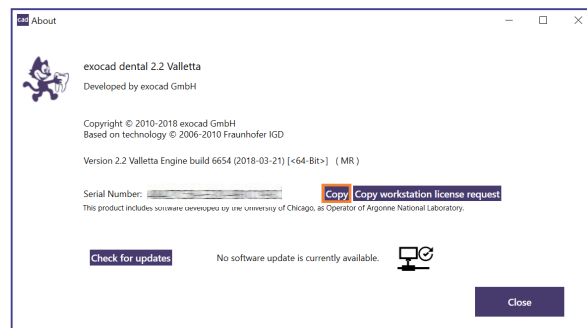 cad About
exocad dental 2.2 Valletta
Developed by exocad GmbH
Copyright © 2010-2018 exocad GmbH
Based on technology © 2006-2010 Fraunhofer IGD
Version 2.2 Valletta Engine build 6654 (2018-03-21) [<64-Bit>] ( MR )
Serial Number: Copy Copy workstation license request
This product includes software developed by the University of Chicago, as Operator of Argonne National Laboratory.
Check for updates No software update is currently available.
Close